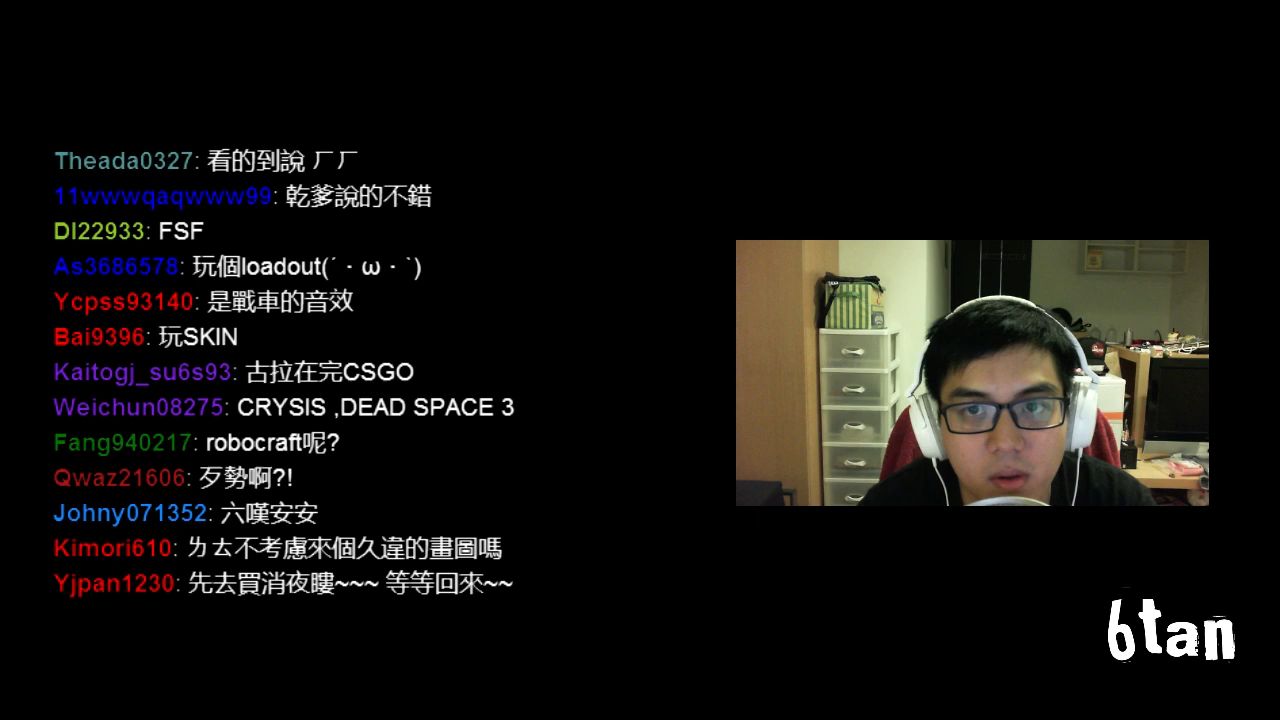 Theada0327: 看的到說 ㄏㄏ
11wwwqaqwww99: 乾爹說的不錯
Dl22933: FSF
As3686578: 玩個loadout(´・ω・`)
Ycpss93140: 是戰車的音效
Bai9396: 玩SKIN
Kaitogj_su6s93: 古拉在完CSGO
Weichun08275: CRYSIS ,DEAD SPACE 3
Fang940217: robocraft呢?
Qwaz21606: 歹勢啊?!
Johny071352: 六嘆安安
Kimori610: ㄌㄊ不考慮來個久違的畫圖嗎
Yjpan1230: 先去買消夜瞜~~~ 等等回來~~
6tan